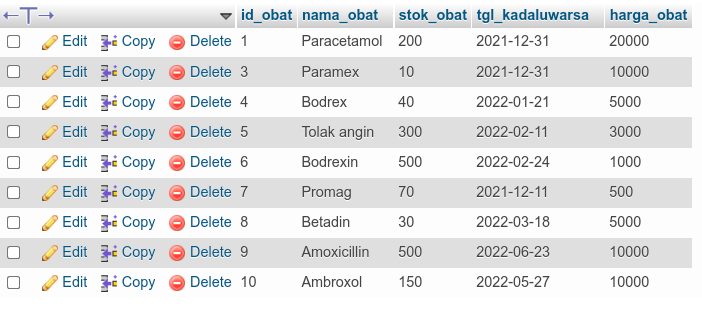 id_obat nama_obat stok_obat tgl_kadaluwarsa harga_obat
Edit Copy Delete 1 Paracetamol 200 2021-12-31 20000
Edit Copy Delete 3 Paramex 10 2021-12-31 10000
Edit Copy Delete 4 Bodrex 40 2022-01-21 5000
Edit Copy Delete 5 Tolak angin 300 2022-02-11 3000
Edit Copy Delete 6 Bodrexin 500 2022-02-24 1000
Edit Copy Delete 7 Promag 70 2021-12-11 500
Edit Copy Delete 8 Betadin 30 2022-03-18 5000
Edit Copy Delete 9 Amoxicillin 500 2022-06-23 10000
Edit Copy Delete 10 Ambroxol 150 2022-05-27 10000